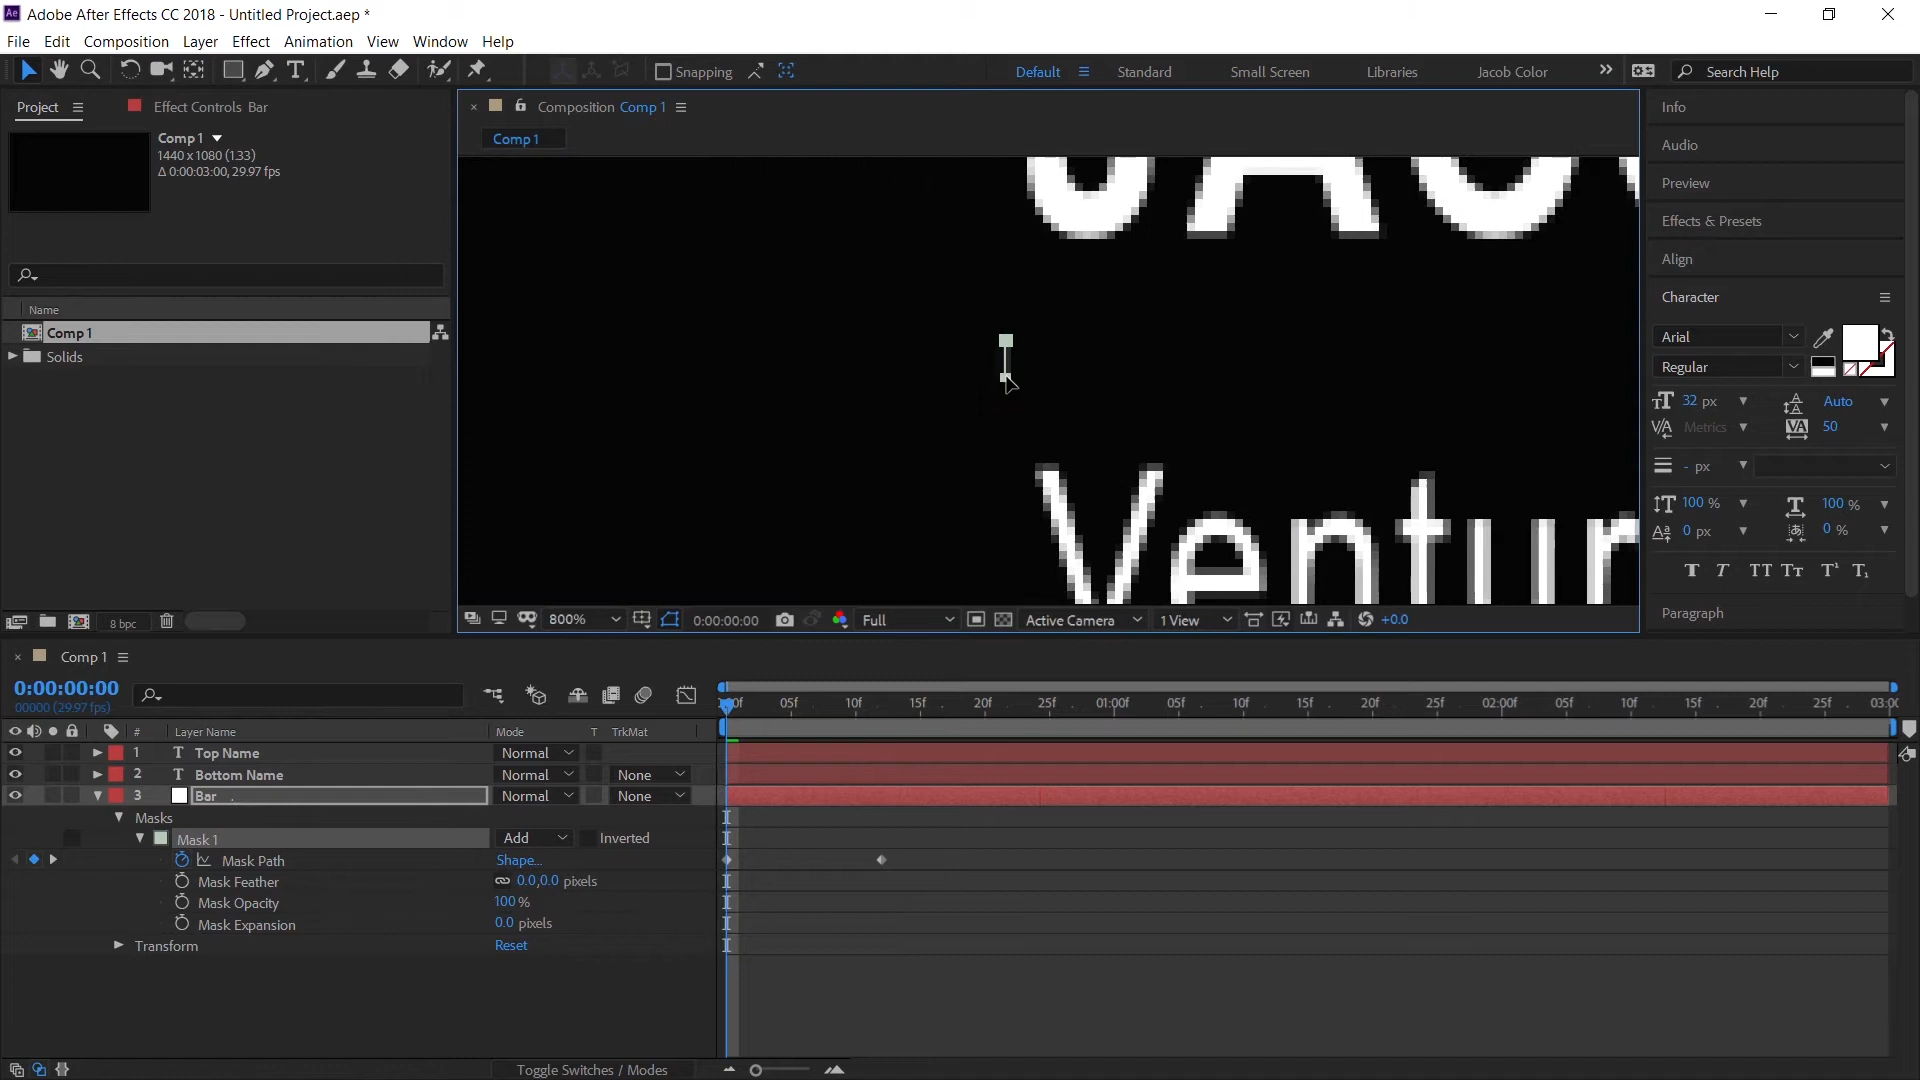 Adobe After Effects CC 2018 - Untitled Project.aep *
File Edit Composition Layer Effect Animation View Window Help
Snapping
Default Standard Small Screen Libraries Jacob Color
Search Help
Project Effect Controls Bar
Comp 1
1440 x 1080 (1.33)
Δ 0:00:03:00, 29.97 fps
Name
Comp 1
Solids
8 bpc
Composition Comp 1
Comp 1
Ventur
800% 0:00:00:00 Full Active Camera 1 View +0.0
Info
Audio
Preview
Effects & Presets
Align
Character
Arial
Regular
32 px Auto
Metrics 50
- px
100 % 100 %
0 px 0 %
Paragraph
Comp 1
0:00:00:00
00000 (29.97 fps)
05f 10f 15f 20f 25f 01:00f 05f 10f 15f 20f 25f 02:00f 05f 10f 15f 20f 25f
# Layer Name Mode T TrkMat
1 T Top Name Normal
2 T Bottom Name Normal None
3 Bar Normal None
Masks
Mask 1 Add Inverted
Mask Path Shape...
Mask Feather 0.0,0.0 pixels
Mask Opacity 100 %
Mask Expansion 0.0 pixels
Transform Reset
Toggle Switches / Modes